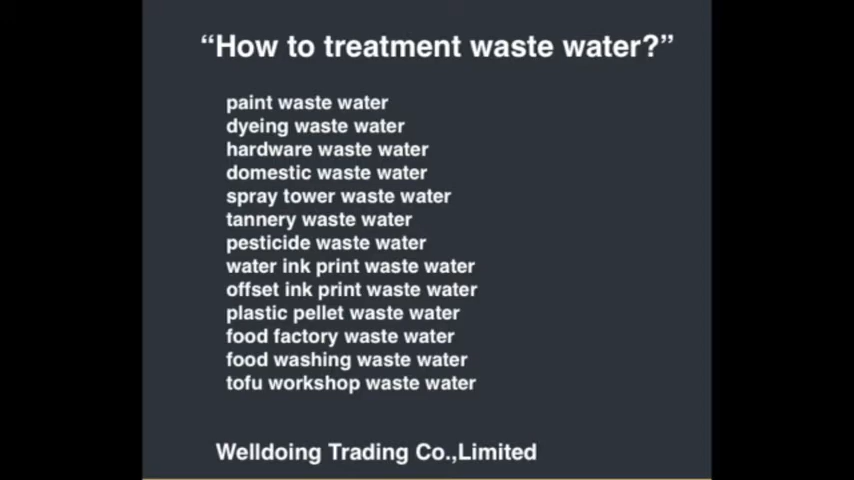 “How to treatment waste water?”
paint waste water
dyeing waste water
hardware waste water
domestic waste water
spray tower waste water
tannery waste water
pesticide waste water
water ink print waste water
offset ink print waste water
plastic pellet waste water
food factory waste water
food washing waste water
tofu workshop waste water
Welldoing Trading Co.,Limited